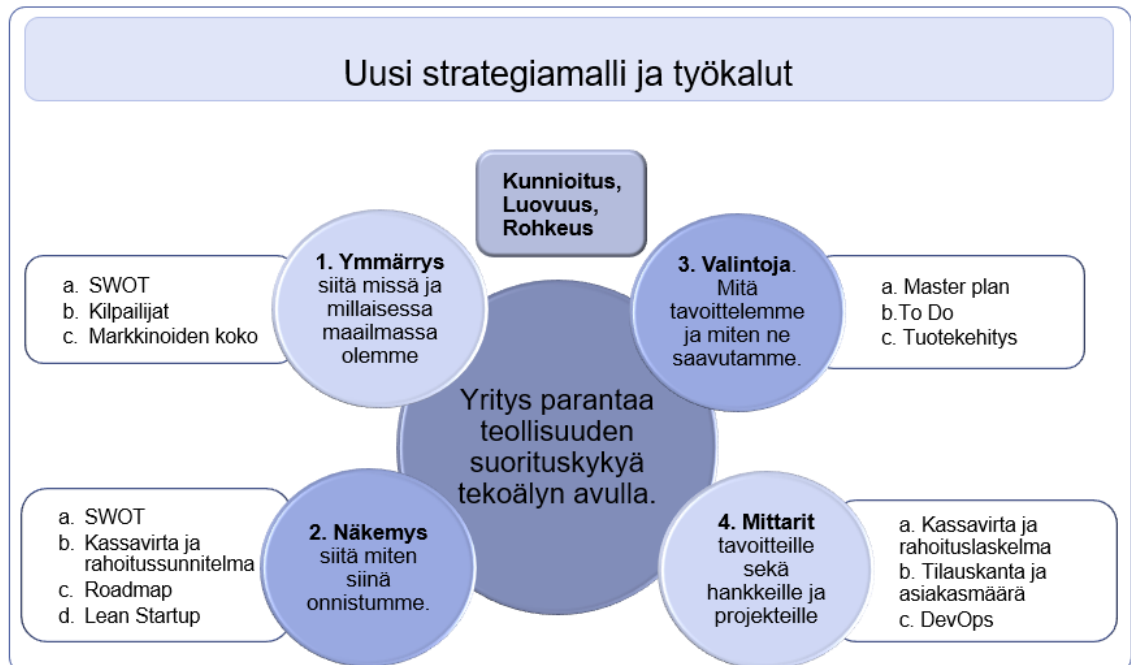 Uusi strategiamalli ja työkalut
Kunnioitus,
Luovuus,
Rohkeus
1. Ymmärrys
siitä missä ja
millaisessa
maailmassa
olemme
a. SWOT
b. Kilpailijat
c. Markkinoiden koko
3. Valintoja.
Mitä
tavoittelemme
ja miten ne
saavutamme.
a. Master plan
b.To Do
c. Tuotekehitys
Yritys parantaa
teollisuuden
suorituskykyä
tekoälyn avulla.
2. Näkemys
siitä miten
siinä
onnistumme.
a. SWOT
b. Kassavirta ja
rahoitussunnitelma
c. Roadmap
d. Lean Startup
4. Mittarit
tavoitteille
sekä
hankkeille ja
projekteille
a. Kassavirta ja
rahoituslaskelma
b. Tilauskanta ja
asiakasmäärä
c. DevOps